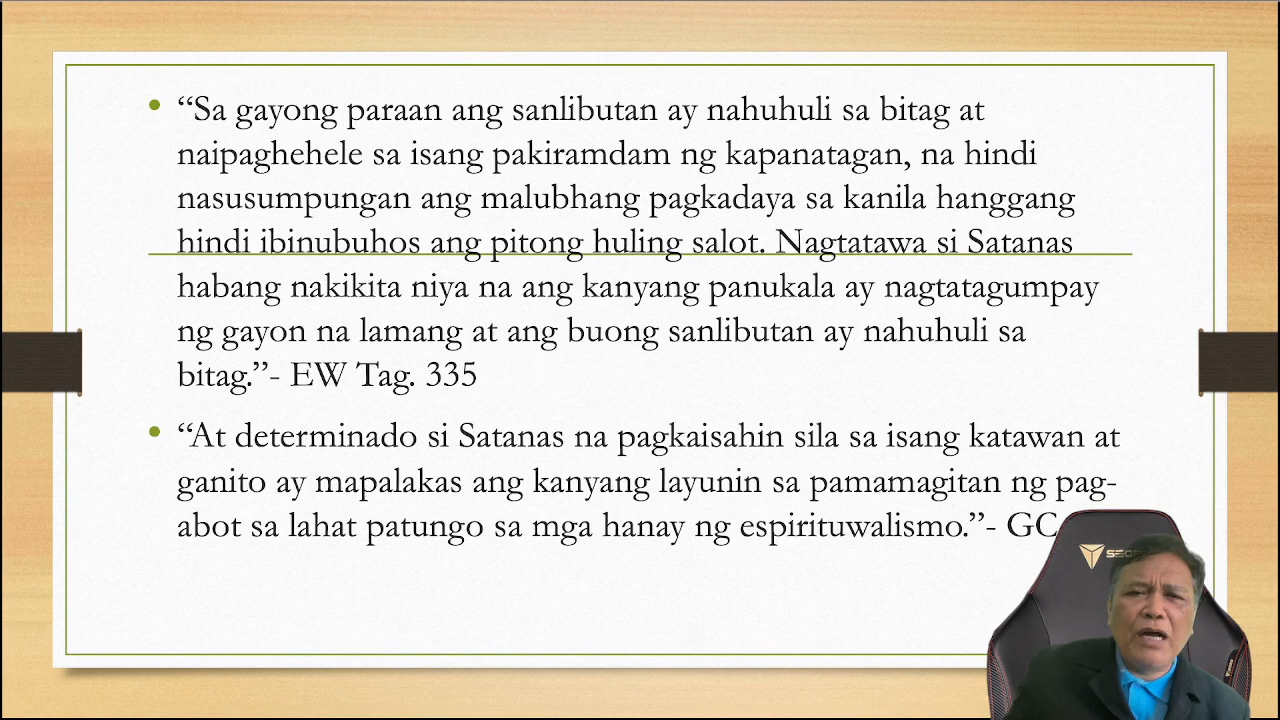 “Sa gayong paraan ang sanlibutan ay nahuhuli sa bitag at
naipaghehele sa isang pakiramdam ng kapanatagan, na hindi
nasusumpungan ang malubhang pagkadaya sa kanila hanggang
hindi ibinubuhos ang pitong huling salot. Nagtatawa si Satanas
habang nakikita niya na ang kanyang panukala ay nagtatagumpay
ng gayon na lamang at ang buong sanlibutan ay nahuhuli sa
bitag.”- EW Tag. 335
“At determinado si Satanas na pagkaisahin sila sa isang katawan at
ganito ay mapalakas ang kanyang layunin sa pamamagitan ng pag-
abot sa lahat patungo sa mga hanay ng espirituwalismo.”- GC